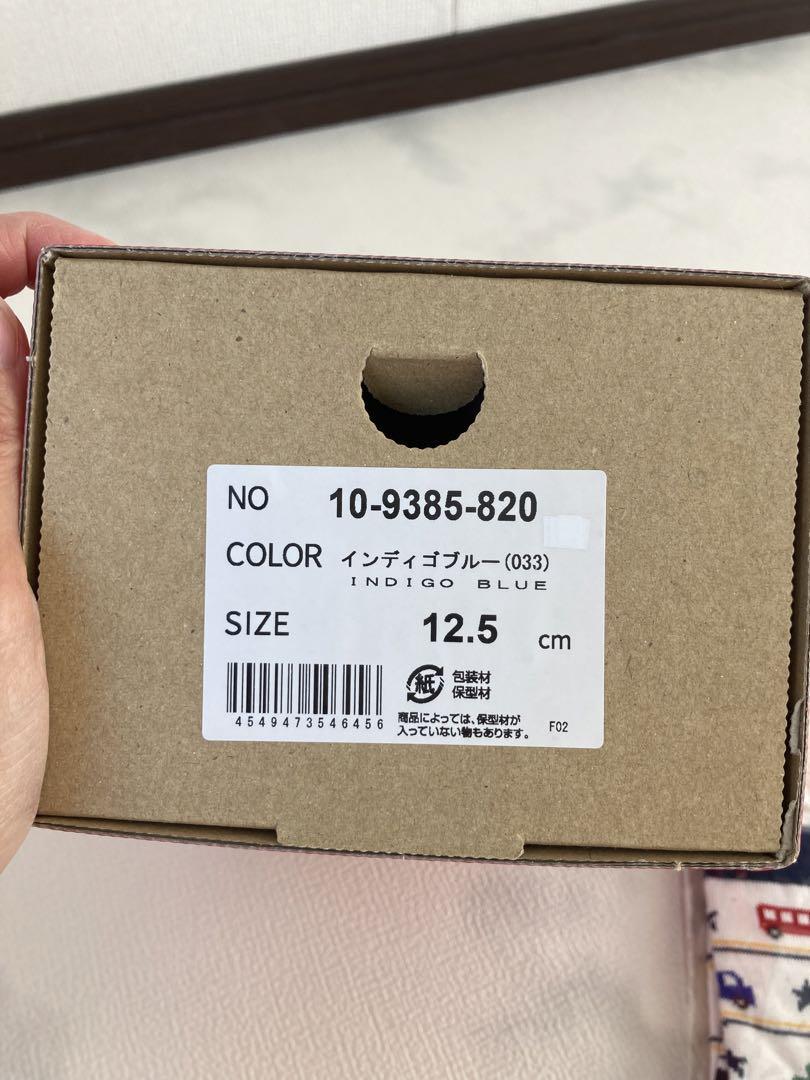 NO 10-9385-820
COLOR インディゴブルー(033)
INDIGO BLUE
SIZE 12.5 cm
4549473546456
紙 包装材
保型材
商品によっては、保型材が
入っていない物もあります。
F02